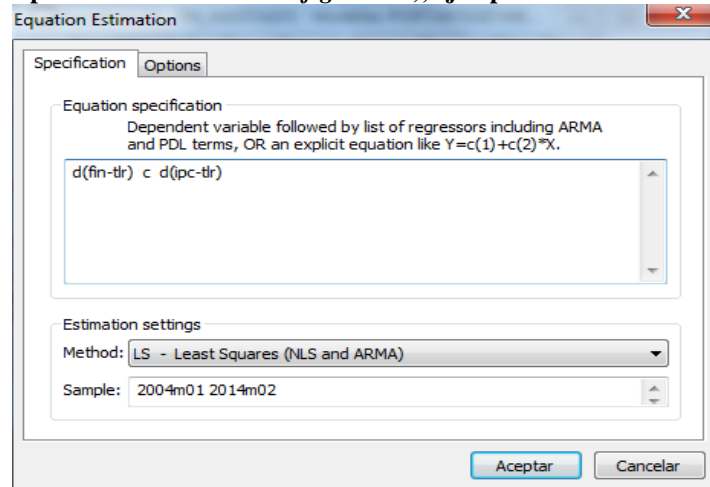 Equation Estimation
Specification
Options
Equation specification
Dependent variable followed by list of regressors including ARMA
and PDL terms, OR an explicit equation like Y=c(1)+c(2)*X.
d(fin-tlr) c d(ipc-tlr)
Estimation settings
Method: LS - Least Squares (NLS and ARMA)
Sample: 2004m01 2014m02
Aceptar
Cancelar